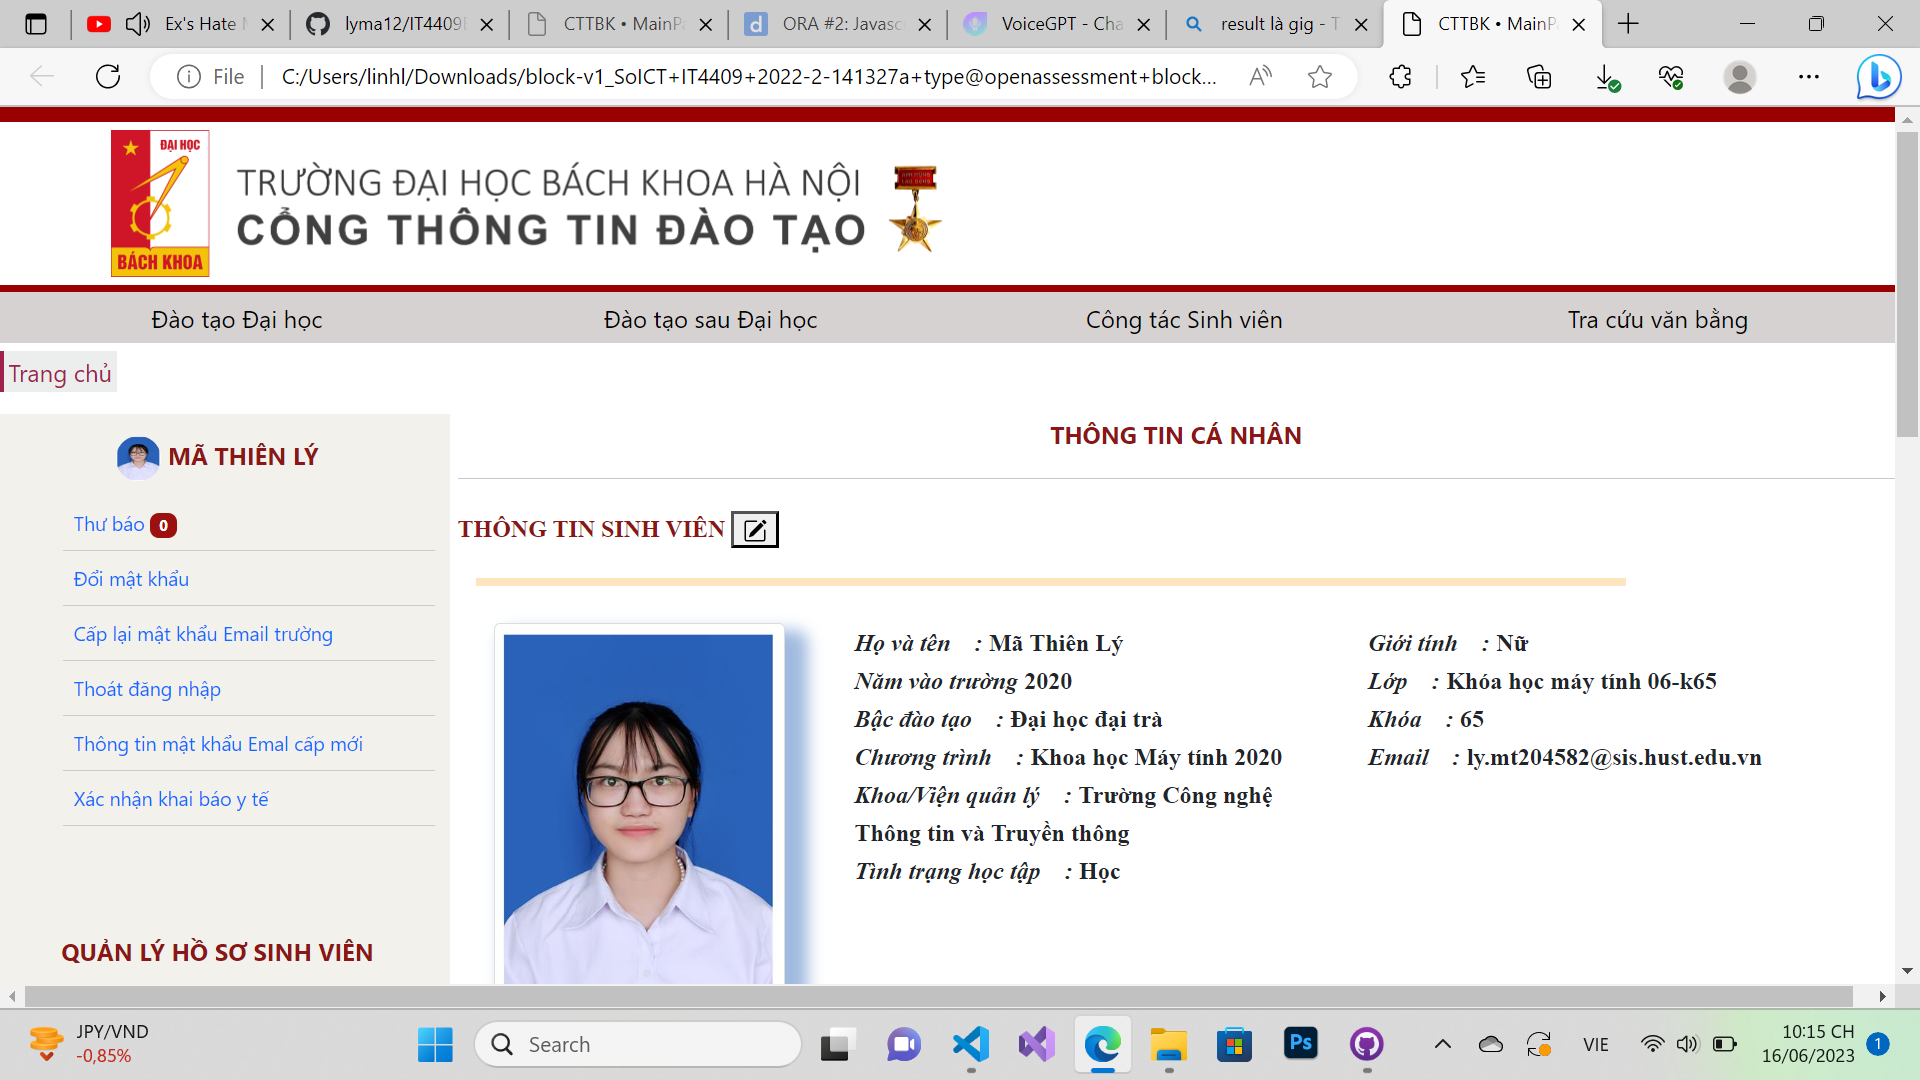 Ex's Hate M
lyma12/IT4409E
CTTBK • MainPa
ORA #2: Javasc
VoiceGPT - Cha
result là gig - T
CTTBK • MainPa
File
C:/Users/linhl/Downloads/block-v1_SoICT+IT4409+2022-2-141327a+type@openassessment+block...
ĐẠI HỌC
BÁCH KHOA
TRƯỜNG ĐẠI HỌC BÁCH KHOA HÀ NỘI
CỔNG THÔNG TIN ĐÀO TẠO
Đào tạo Đại học
Đào tạo sau Đại học
Công tác Sinh viên
Tra cứu văn bằng
Trang chủ
MÃ THIÊN LÝ
Thư báo 0
Đổi mật khẩu
Cấp lại mật khẩu Email trường
Thoát đăng nhập
Thông tin mật khẩu Emal cấp mới
Xác nhận khai báo y tế
QUẢN LÝ HỒ SƠ SINH VIÊN
THÔNG TIN CÁ NHÂN
THÔNG TIN SINH VIÊN
Họ và tên : Mã Thiên Lý
Năm vào trường 2020
Bậc đào tạo : Đại học đại trà
Chương trình : Khoa học Máy tính 2020
Khoa/Viện quản lý : Trường Công nghệ
Thông tin và Truyền thông
Tình trạng học tập : Học
Giới tính : Nữ
Lớp : Khóa học máy tính 06-k65
Khóa : 65
Email : ly.mt204582@sis.hust.edu.vn
JPY/VND
-0,85%
Search
Ps
VIE
10:15 CH
16/06/2023
1